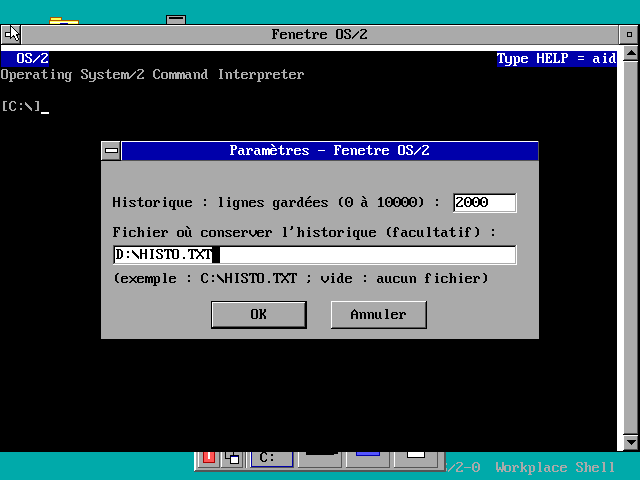 Fenetre OS/2
OS/2 Type HELP = aid
Operating System/2 Command Interpreter
[C:\]
Paramètres - Fenetre OS/2
Historique : lignes gardées (0 à 10000) : 2000
Fichier où conserver l'historique (facultatif) :
D:\HISTO.TXT
(exemple : C:\HISTO.TXT ; vide : aucun fichier)
OK Annuler
C:
/2-0 Workplace Shell